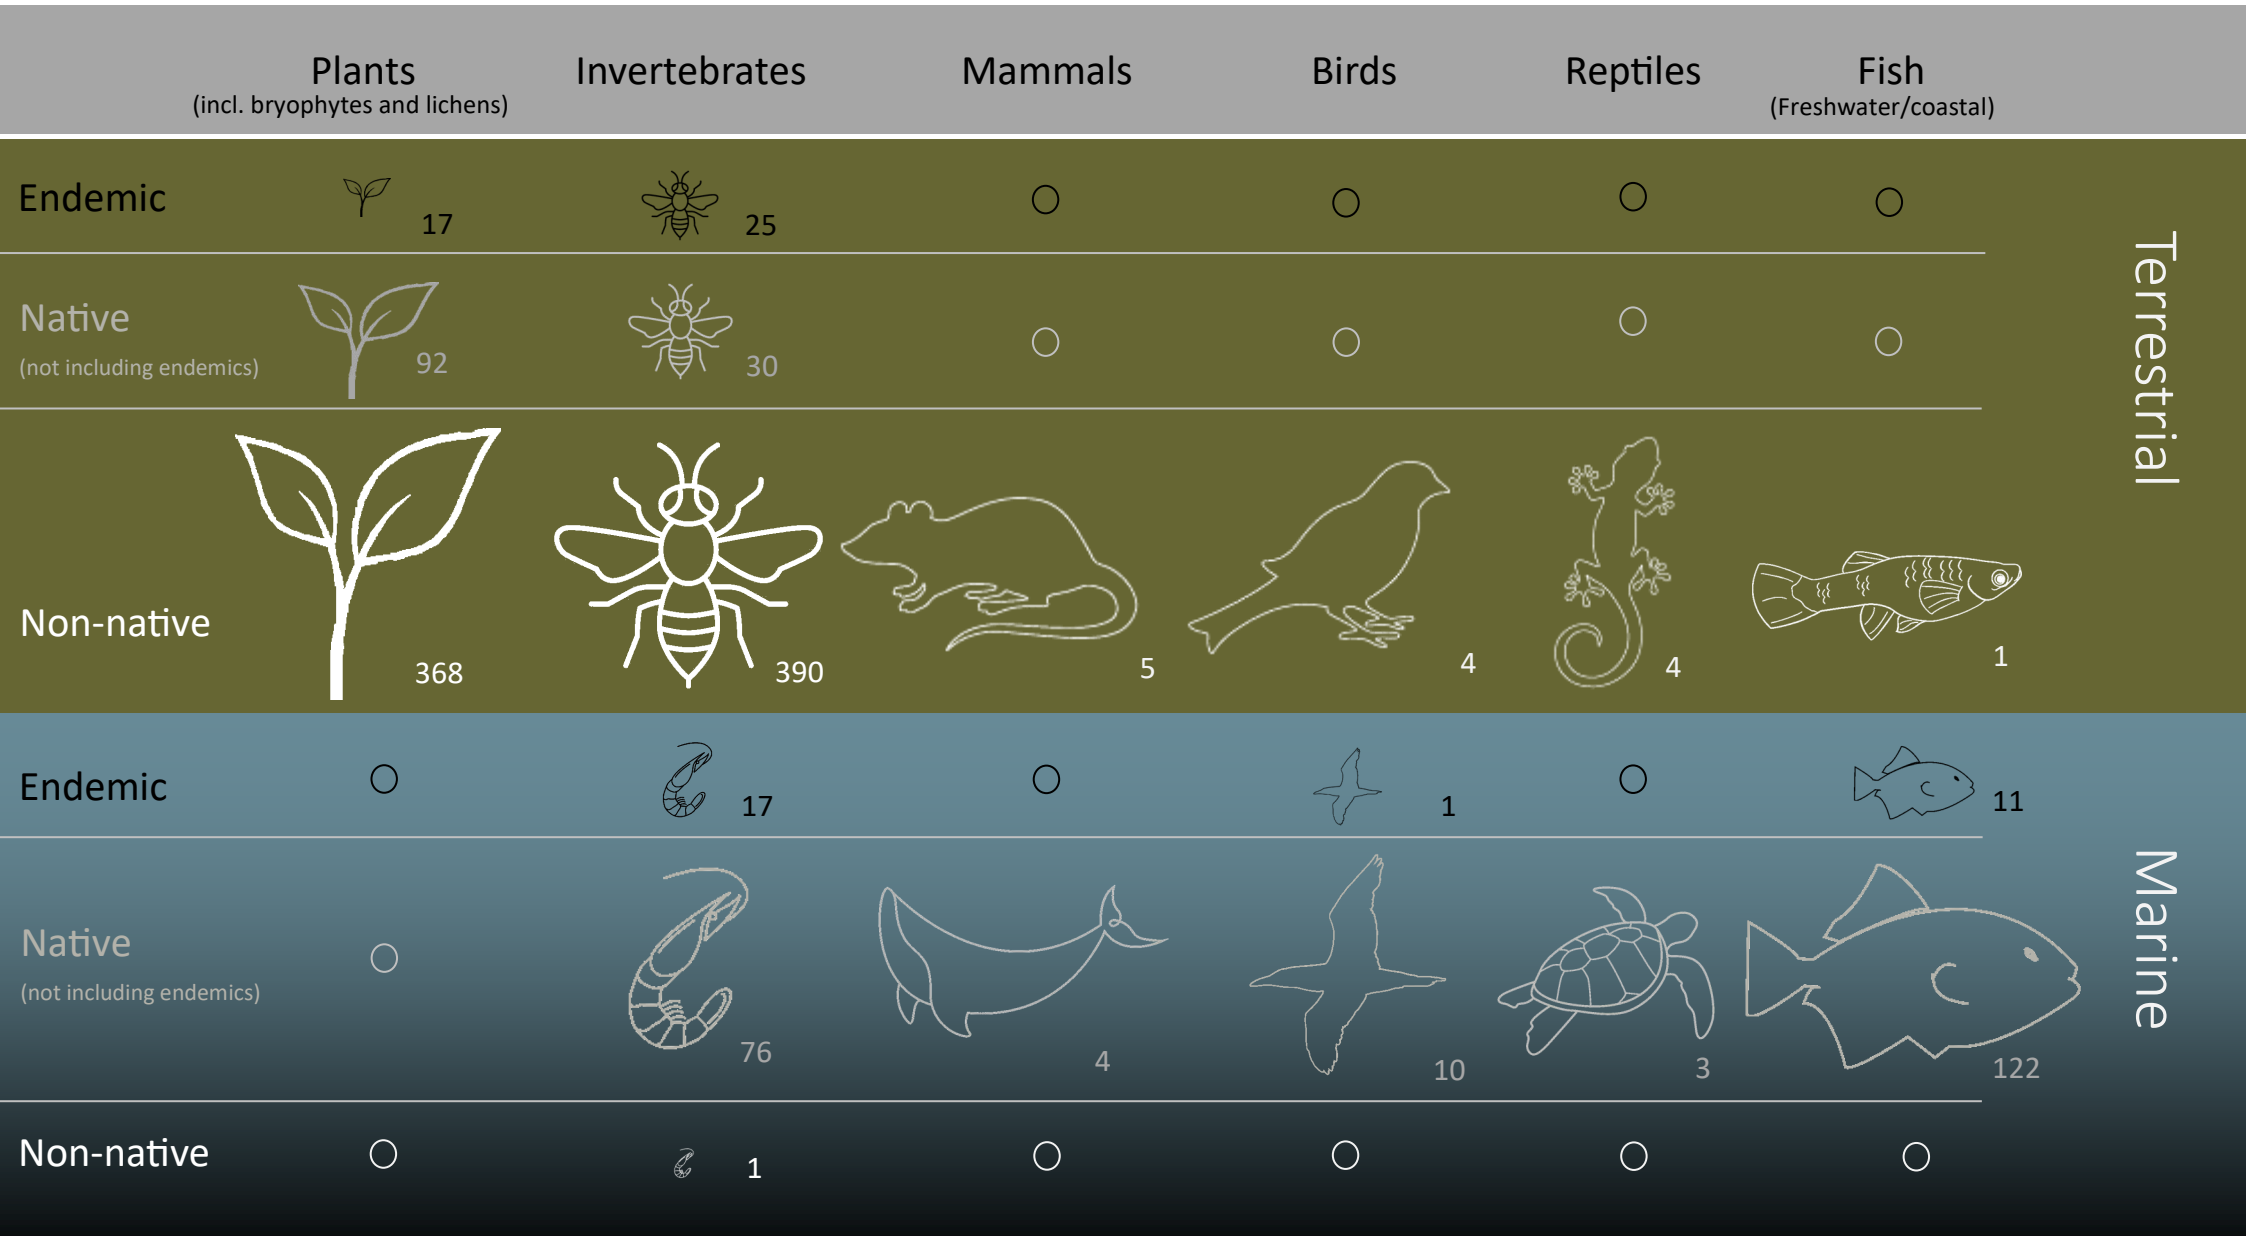 Plants Invertebrates Mammals Birds Reptiles Fish
(incl. bryophytes and lichens) (Freshwater/coastal)
Endemic 17 25
Native 92 30
(not including endemics)
Non-native 368 390 5 4 4 1
Terrestrial
Endemic 17 1 11
Native 76 4 10 3 122
(not including endemics)
Non-native 1
Marine